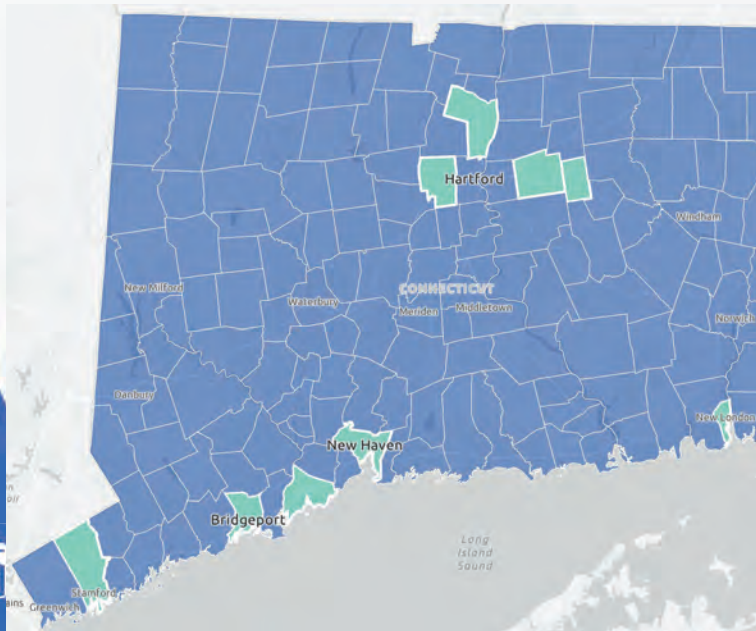 Hartford
Windham
New Milford
CONNECTICUT
Waterbury
Meriden
Middletown
Norwich
Danbury
New London
New Haven
Bridgeport
Long
Island
Sound
Stamford
ains
Greenwich